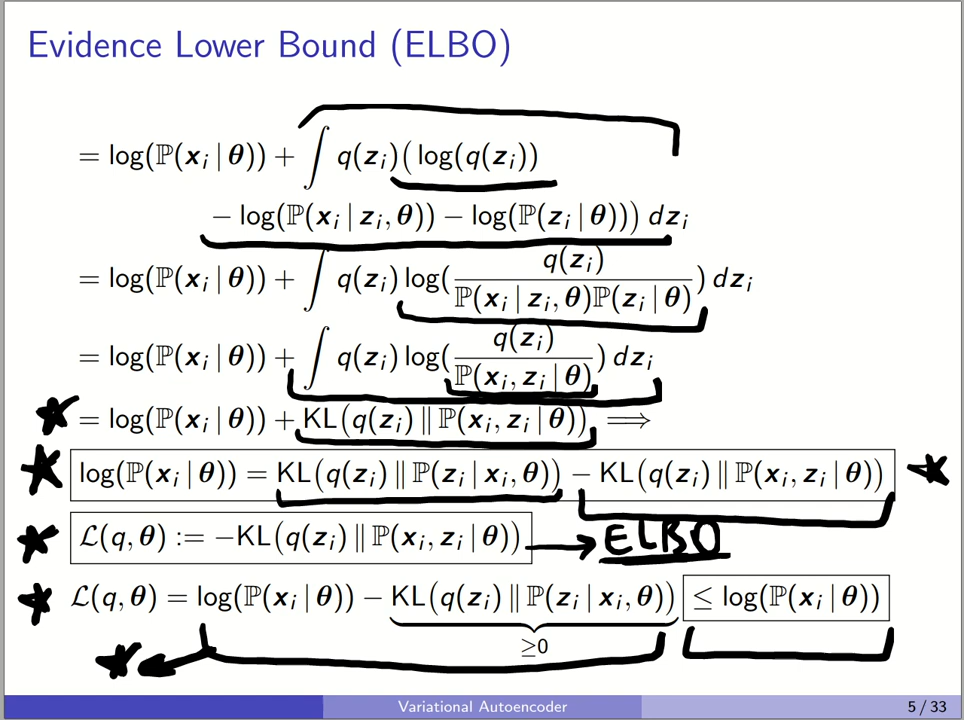 Evidence Lower Bound (ELBO)
= log(ℙ(𝒙ᵢ | 𝜽)) + ∫ q(𝒛ᵢ)( log(q(𝒛ᵢ))
− log(ℙ(𝒙ᵢ | 𝒛ᵢ, 𝜽)) − log(ℙ(𝒛ᵢ | 𝜽))) d𝒛ᵢ
= log(ℙ(𝒙ᵢ | 𝜽)) + ∫ q(𝒛ᵢ) log( q(𝒛ᵢ) / ℙ(𝒙ᵢ | 𝒛ᵢ, 𝜽)ℙ(𝒛ᵢ | 𝜽) ) d𝒛ᵢ
= log(ℙ(𝒙ᵢ | 𝜽)) + ∫ q(𝒛ᵢ) log( q(𝒛ᵢ) / ℙ(𝒙ᵢ, 𝒛ᵢ | 𝜽) ) d𝒛ᵢ
= log(ℙ(𝒙ᵢ | 𝜽)) + KL(q(𝒛ᵢ) ‖ ℙ(𝒙ᵢ, 𝒛ᵢ | 𝜽)) ⟹
log(ℙ(𝒙ᵢ | 𝜽)) = KL(q(𝒛ᵢ) ‖ ℙ(𝒛ᵢ | 𝒙ᵢ, 𝜽)) − KL(q(𝒛ᵢ) ‖ ℙ(𝒙ᵢ, 𝒛ᵢ | 𝜽))
ℒ(q, 𝜽) := −KL(q(𝒛ᵢ) ‖ ℙ(𝒙ᵢ, 𝒛ᵢ | 𝜽)) → ELBO
ℒ(q, 𝜽) = log(ℙ(𝒙ᵢ | 𝜽)) − KL(q(𝒛ᵢ) ‖ ℙ(𝒛ᵢ | 𝒙ᵢ, 𝜽)) ≤ log(ℙ(𝒙ᵢ | 𝜽))
≥0
Variational Autoencoder 5 / 33